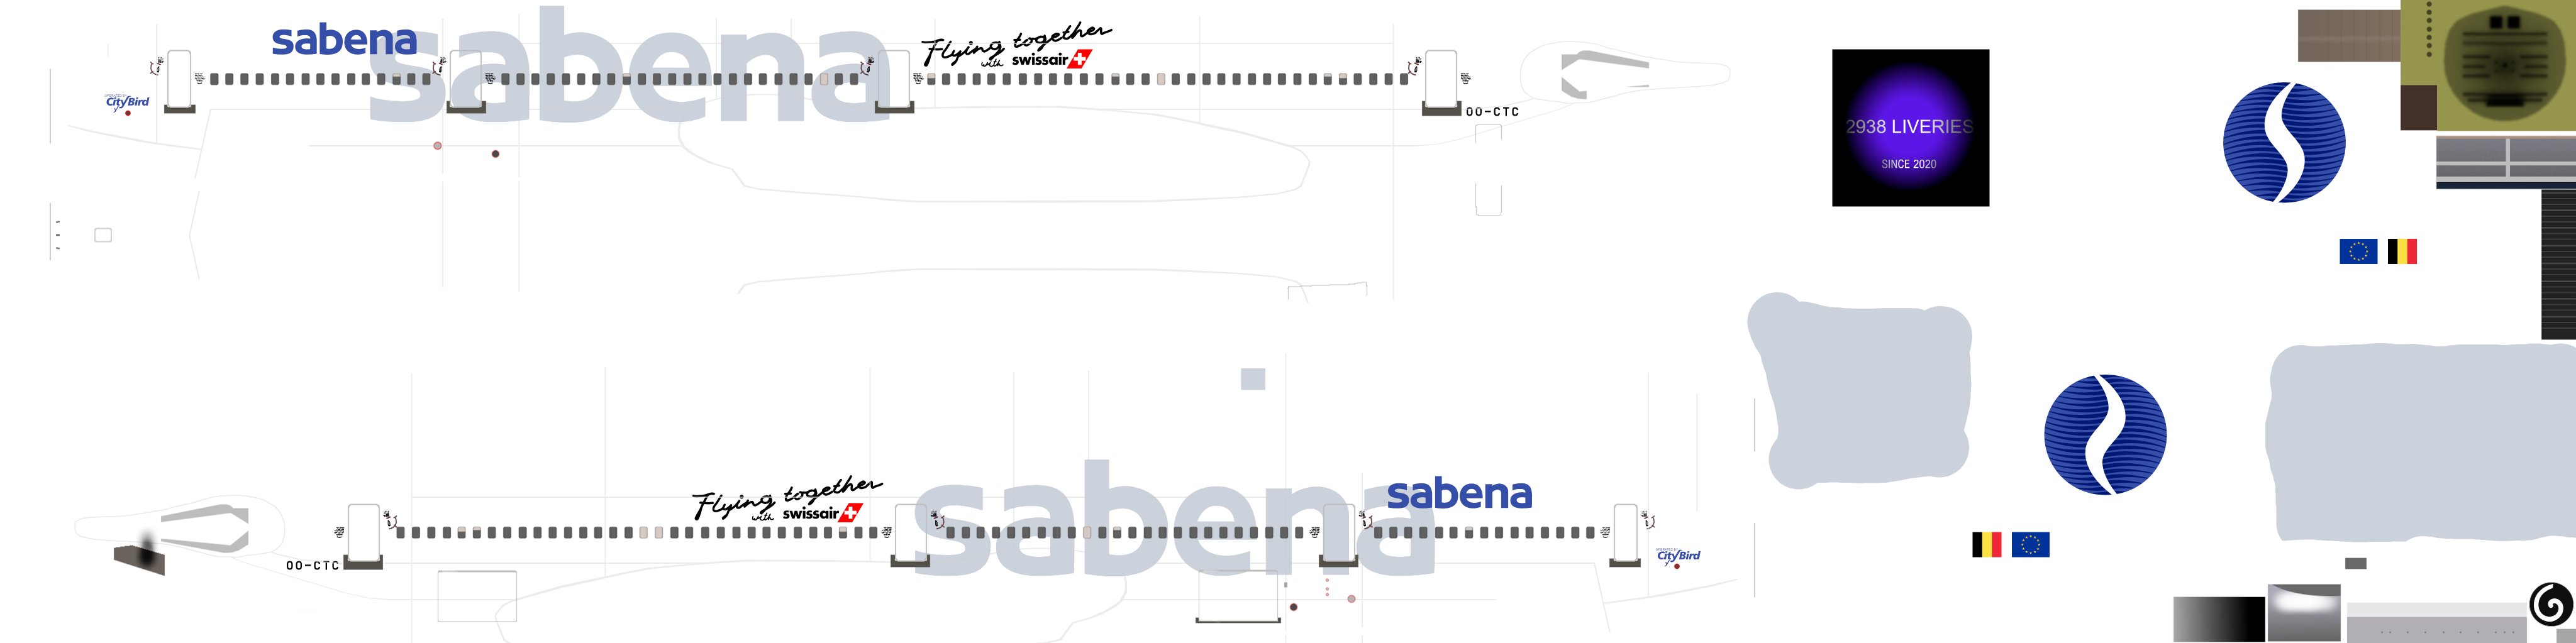 sabena
sabena
Flying together
with swissair
CityBird
OO-CTC
2938 LIVERIES
SINCE 2020
Flying together
with swissair
sabena
sabena
OO-CTC
CityBird